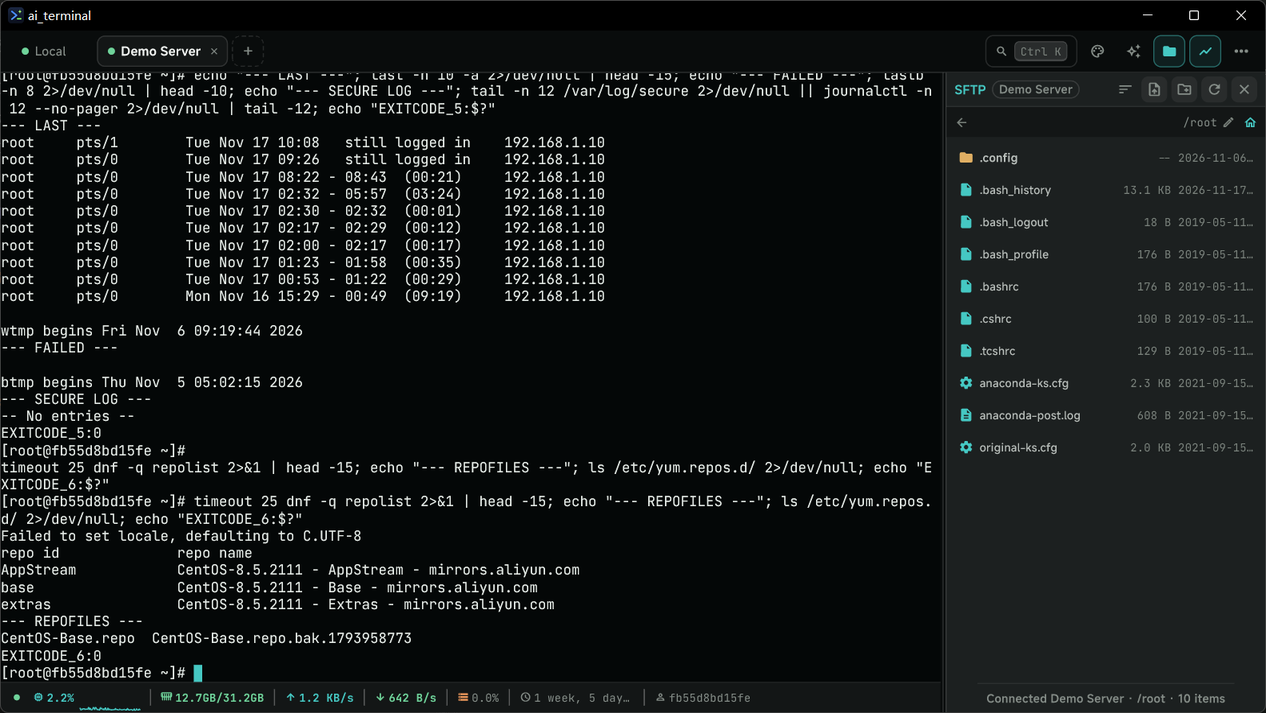 ai_terminal
Local
Demo Server ×
+
Ctrl K
[root@fb55d8bd15fe ~]# echo "--- LAST ---"; last -n 10 -a 2>/dev/null | head -15; echo "--- FAILED ---"; lastb
-n 8 2>/dev/null | head -10; echo "--- SECURE LOG ---"; tail -n 12 /var/log/secure 2>/dev/null || journalctl -n
12 --no-pager 2>/dev/null | tail -12; echo "EXITCODE_5:$?"
--- LAST ---
root     pts/1        Tue Nov 17 10:08   still logged in    192.168.1.10
root     pts/0        Tue Nov 17 09:26   still logged in    192.168.1.10
root     pts/0        Tue Nov 17 08:22 - 08:43  (00:21)     192.168.1.10
root     pts/0        Tue Nov 17 02:32 - 05:57  (03:24)     192.168.1.10
root     pts/0        Tue Nov 17 02:30 - 02:32  (00:01)     192.168.1.10
root     pts/0        Tue Nov 17 02:17 - 02:29  (00:12)     192.168.1.10
root     pts/0        Tue Nov 17 02:00 - 02:17  (00:17)     192.168.1.10
root     pts/0        Tue Nov 17 01:23 - 01:58  (00:35)     192.168.1.10
root     pts/0        Tue Nov 17 00:53 - 01:22  (00:29)     192.168.1.10
root     pts/0        Mon Nov 16 15:29 - 00:49  (09:19)     192.168.1.10
wtmp begins Fri Nov  6 09:19:44 2026
--- FAILED ---
btmp begins Thu Nov  5 05:02:15 2026
--- SECURE LOG ---
-- No entries --
EXITCODE_5:0
[root@fb55d8bd15fe ~]#
timeout 25 dnf -q repolist 2>&1 | head -15; echo "--- REPOFILES ---"; ls /etc/yum.repos.d/ 2>/dev/null; echo "E
XITCODE_6:$?"
[root@fb55d8bd15fe ~]# timeout 25 dnf -q repolist 2>&1 | head -15; echo "--- REPOFILES ---"; ls /etc/yum.repos.
d/ 2>/dev/null; echo "EXITCODE_6:$?"
Failed to set locale, defaulting to C.UTF-8
repo id              repo name
AppStream            CentOS-8.5.2111 - AppStream - mirrors.aliyun.com
base                 CentOS-8.5.2111 - Base - mirrors.aliyun.com
extras               CentOS-8.5.2111 - Extras - mirrors.aliyun.com
--- REPOFILES ---
CentOS-Base.repo  CentOS-Base.repo.bak.1793958773
EXITCODE_6:0
[root@fb55d8bd15fe ~]#
SFTP Demo Server
/root
.config — 2026-11-06…
.bash_history 13.1 KB 2026-11-17…
.bash_logout 18 B 2019-05-11…
.bash_profile 176 B 2019-05-11…
.bashrc 176 B 2019-05-11…
.cshrc 100 B 2019-05-11…
.tcshrc 129 B 2019-05-11…
anaconda-ks.cfg 2.3 KB 2021-09-15…
anaconda-post.log 608 B 2021-09-15…
original-ks.cfg 2.0 KB 2021-09-15…
Connected Demo Server · /root · 10 items
2.2% 12.7GB/31.2GB 1.2 KB/s 642 B/s 0.0% 1 week, 5 day… fb55d8bd15fe